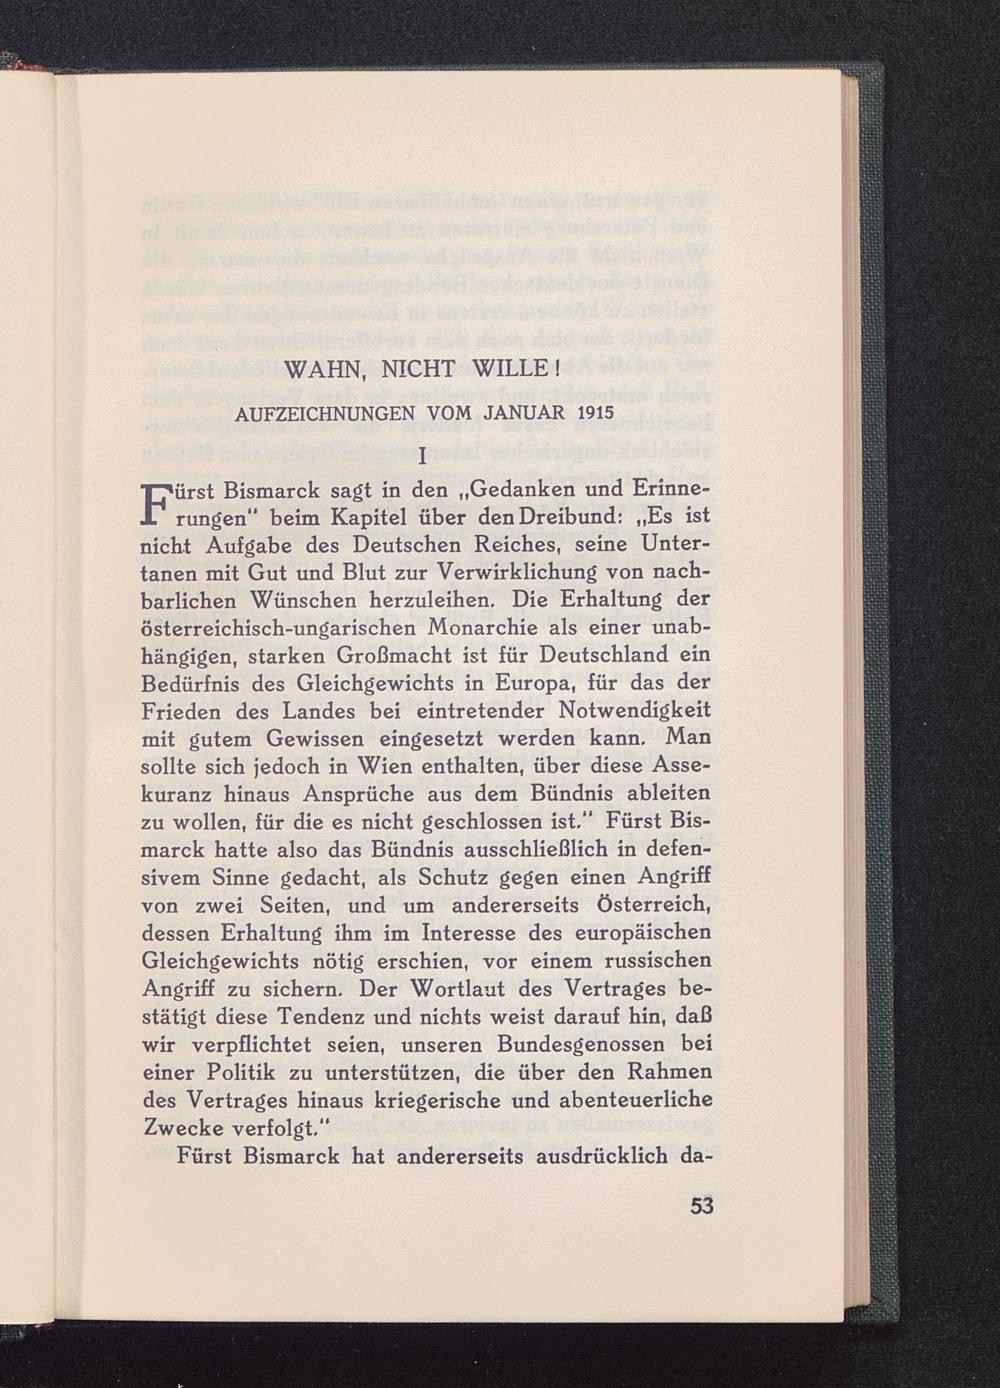 WAHN, NICHT WILLE!
AUFZEICHNUNGEN VOM JANUAR 1915
I
Fürst Bismarck sagt in den „Gedanken und Erinne-
rungen“ beim Kapitel über den Dreibund: „Es ist
nicht Aufgabe des Deutschen Reiches, seine Unter-
tanen mit Gut und Blut zur Verwirklichung von nach-
barlichen Wünschen herzuleihen. Die Erhaltung der
österreichisch-ungarischen Monarchie als einer unab-
hängigen, starken Großmacht ist für Deutschland ein
Bedürfnis des Gleichgewichts in Europa, für das der
Frieden des Landes bei eintretender Notwendigkeit
mit gutem Gewissen eingesetzt werden kann. Man
sollte sich jedoch in Wien enthalten, über diese Asse-
kuranz hinaus Ansprüche aus dem Bündnis ableiten
zu wollen, für die es nicht geschlossen ist.“ Fürst Bis-
marck hatte also das Bündnis ausschließlich in defen-
sivem Sinne gedacht, als Schutz gegen einen Angriff
von zwei Seiten, und um andererseits Österreich,
dessen Erhaltung ihm im Interesse des europäischen
Gleichgewichts nötig erschien, vor einem russischen
Angriff zu sichern. Der Wortlaut des Vertrages be-
stätigt diese Tendenz und nichts weist darauf hin, daß
wir verpflichtet seien, unseren Bundesgenossen bei
einer Politik zu unterstützen, die über den Rahmen
des Vertrages hinaus kriegerische und abenteuerliche
Zwecke verfolgt.“
Fürst Bismarck hat andererseits ausdrücklich da-
53